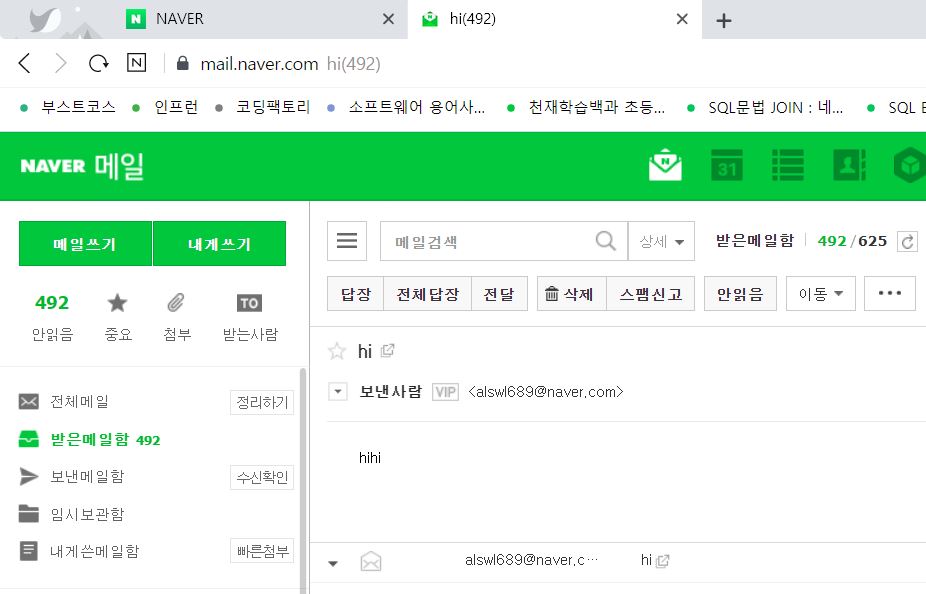 NAVER
hi(492)
mail.naver.com hi(492)
부스트코스 인프런 코딩팩토리 소프트웨어 용어사... 천재학습백과 초등... SQL문법 JOIN : 네... SQL
NAVER 메일
31
메일쓰기 내게쓰기
메일검색 상세 받은메일함 492/625
492 TO
답장 전체답장 전달 삭제 스팸신고 안읽음 이동 ...
안읽음 중요 첨부 받는사람
hi
보낸사람 VIP <alswl689@naver.com>
전체메일 정리하기
받은메일함 492
보낸메일함 수신확인
임시보관함
내게쓴메일함 빠른첨부
hihi
alswl689@naver.c... hi